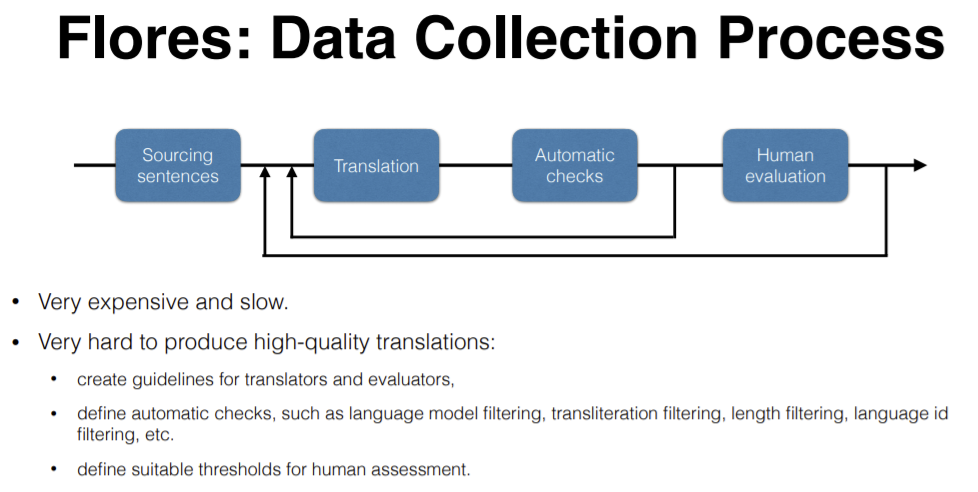 Flores: Data Collection Process
Sourcing
sentences
Translation
Automatic
checks
Human
evaluation
• Very expensive and slow.
• Very hard to produce high-quality translations:
• create guidelines for translators and evaluators,
• define automatic checks, such as language model filtering, transliteration filtering, length filtering, language id
filtering, etc.
• define suitable thresholds for human assessment.